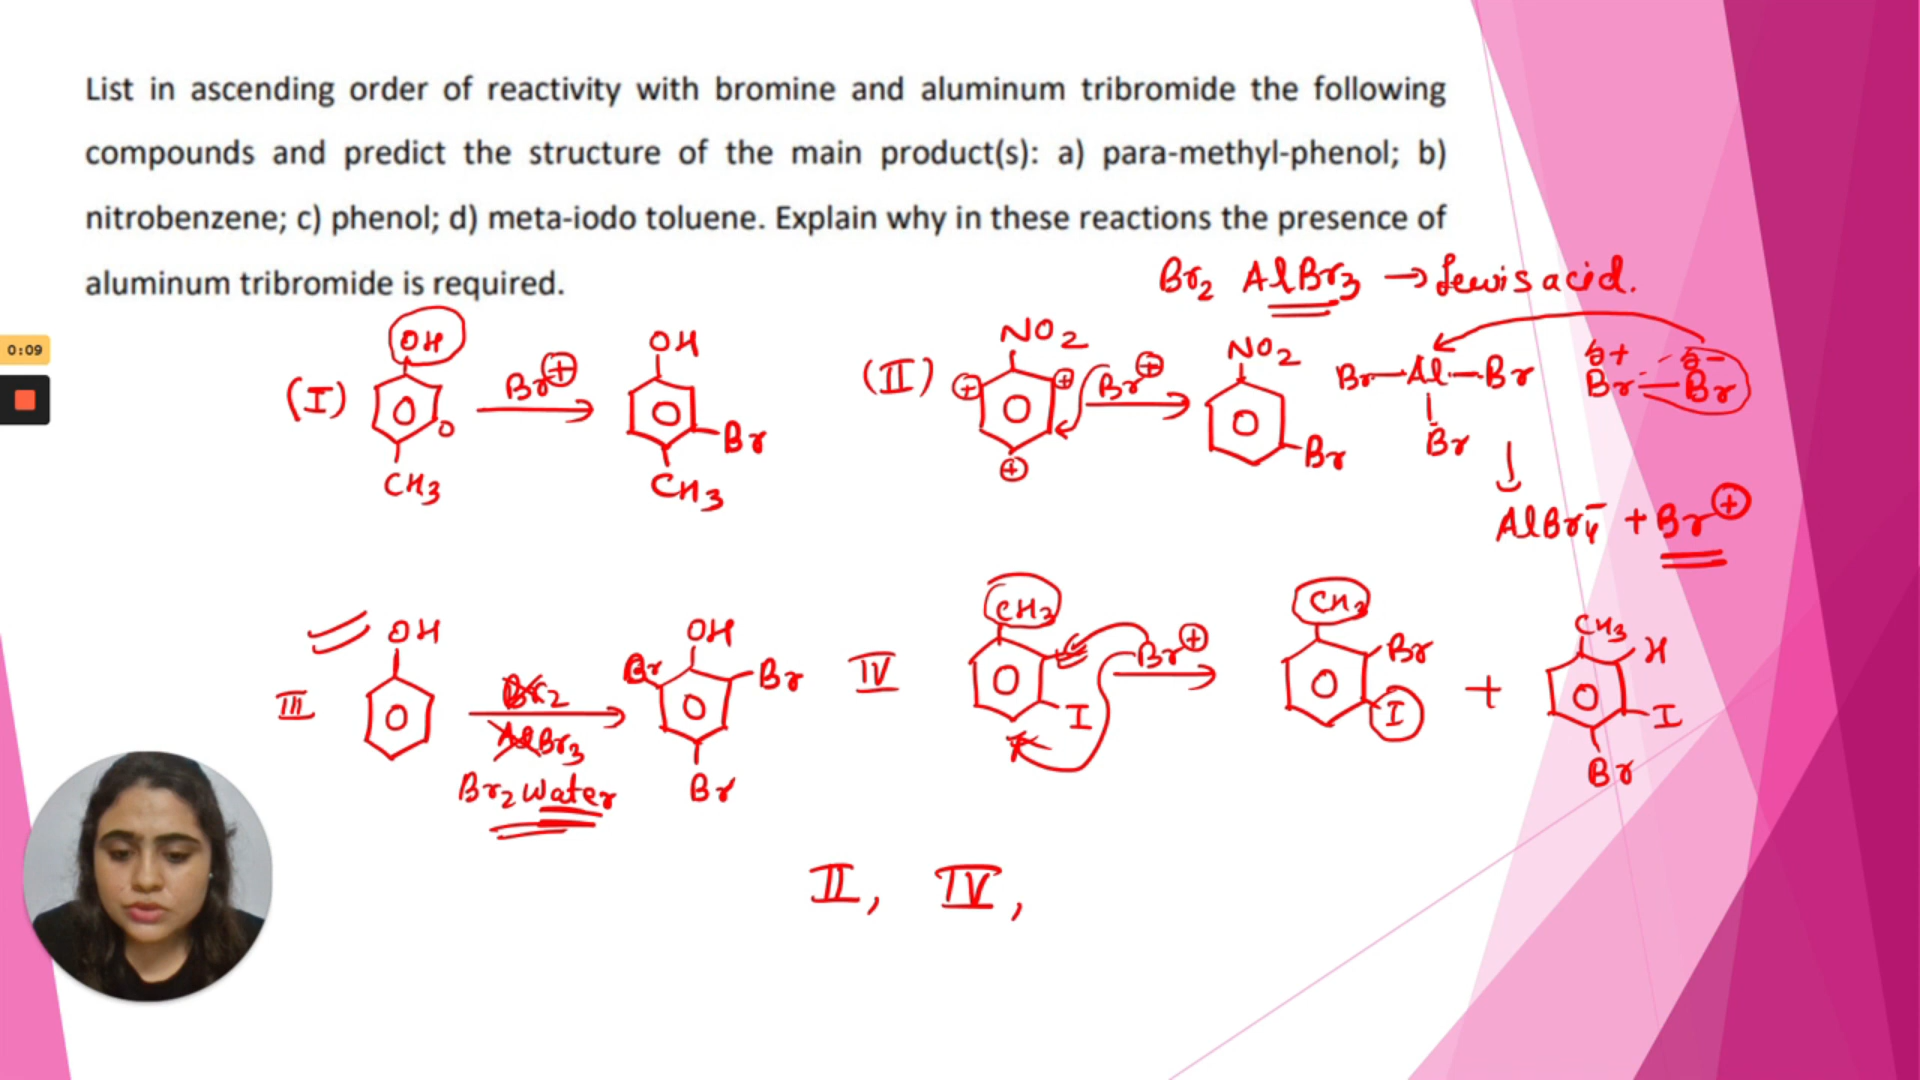 List in ascending order of reactivity with bromine and aluminum tribromide the following
compounds and predict the structure of the main product(s): a) para-methyl-phenol; b)
nitrobenzene; c) phenol; d) meta-iodo toluene. Explain why in these reactions the presence of
aluminum tribromide is required.
Br2 AlBr3 → Lewis acid.
0:09
(I) OH CH3 Br⊕ OH Br CH3
(II) NO2 ⊕ ⊕ ⊕ Br⊕ NO2 Br
Br—Al—Br Br δ+ δ- Br—Br
↓
AlBr4- + Br⊕
III OH Br2 AlBr3 Br2 water OH Br Br Br
IV CH3 I Br⊕ CH3 Br I + CH3 H I Br
II, IV,